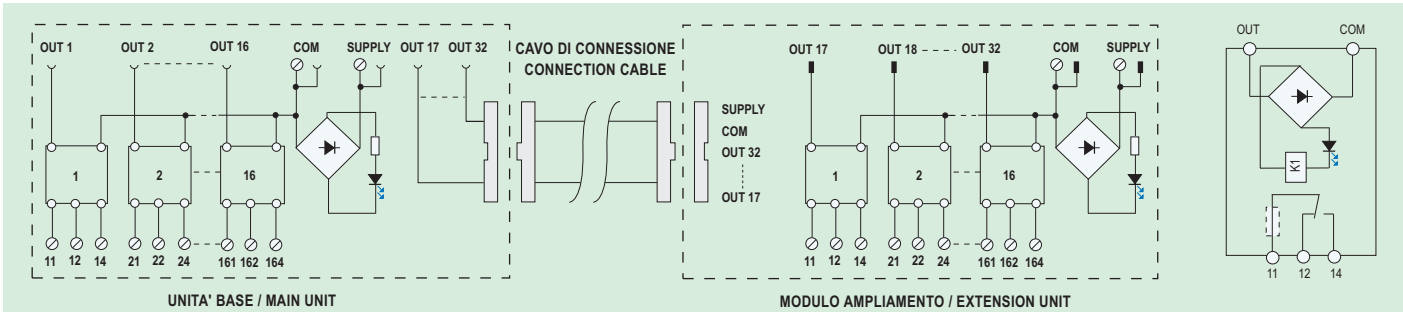 OUT 1 OUT 2 OUT 16 COM SUPPLY OUT 17 OUT 32
1 2 16
11 12 14 21 22 24 161 162 164
UNITA' BASE / MAIN UNIT
CAVO DI CONNESSIONE
CONNECTION CABLE
SUPPLY
COM
OUT 32
OUT 17
OUT 17 OUT 18 OUT 32 COM SUPPLY
1 2 16
11 12 14 21 22 24 161 162 164
MODULO AMPLIAMENTO / EXTENSION UNIT
OUT COM
K1
11 12 14